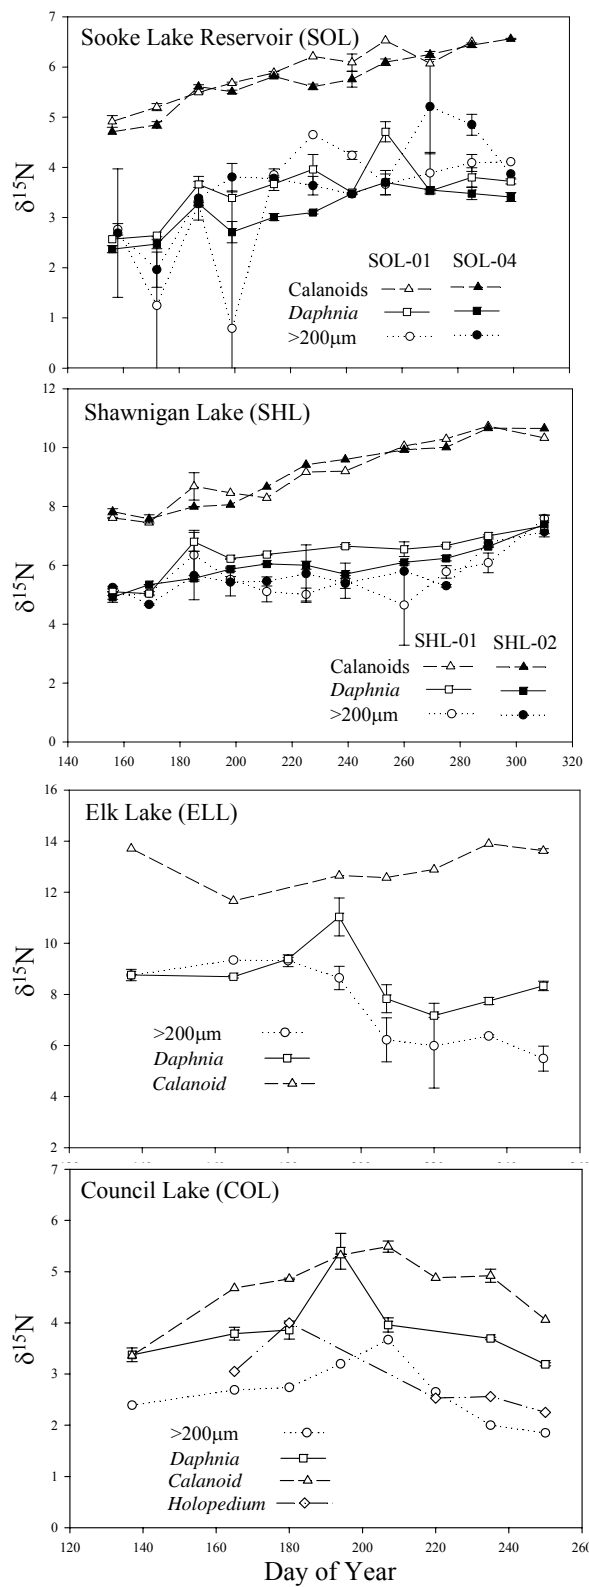 Sooke Lake Reservoir (SOL)
7
6
5
4
3
2
1
0
δ¹⁵N
SOL-01 SOL-04
Calanoids
Daphnia
>200μm
Shawnigan Lake (SHL)
12
10
8
6
4
2
0
δ¹⁵N
SHL-01 SHL-02
Calanoids
Daphnia
>200μm
140 160 180 200 220 240 260 280 300 320
Elk Lake (ELL)
16
14
12
10
8
6
4
2
δ¹⁵N
>200μm
Daphnia
Calanoid
Council Lake (COL)
7
6
5
4
3
2
1
0
δ¹⁵N
>200μm
Daphnia
Calanoid
Holopedium
120 140 160 180 200 220 240 260
Day of Year